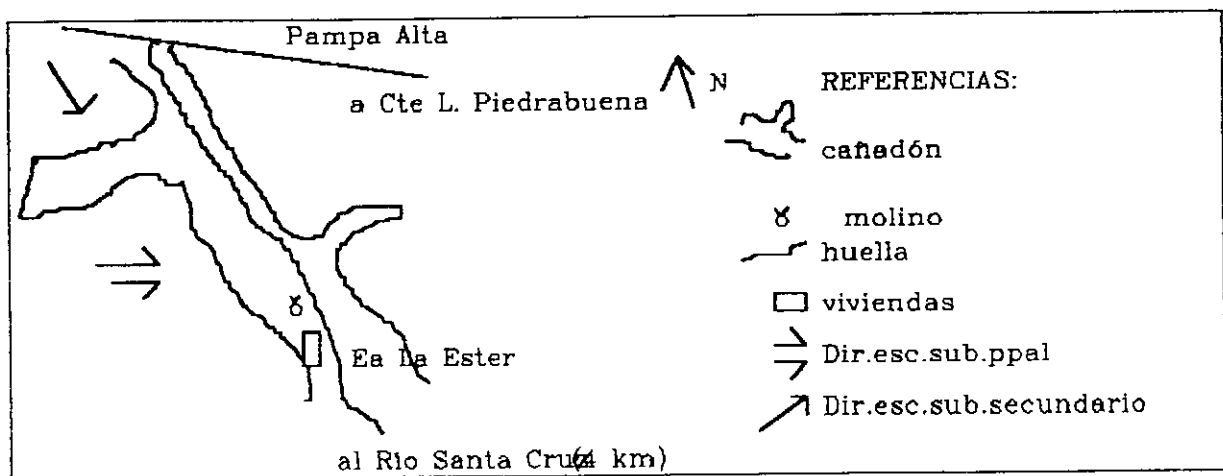 Pampa Alta
a Cte L. Piedrabuena
N
REFERENCIAS:
cañadón
molino
huella
viviendas
Dir.esc.sub.ppal
Dir.esc.sub.secundario
Ea La Ester
al Rio Santa Cruz(4 km)